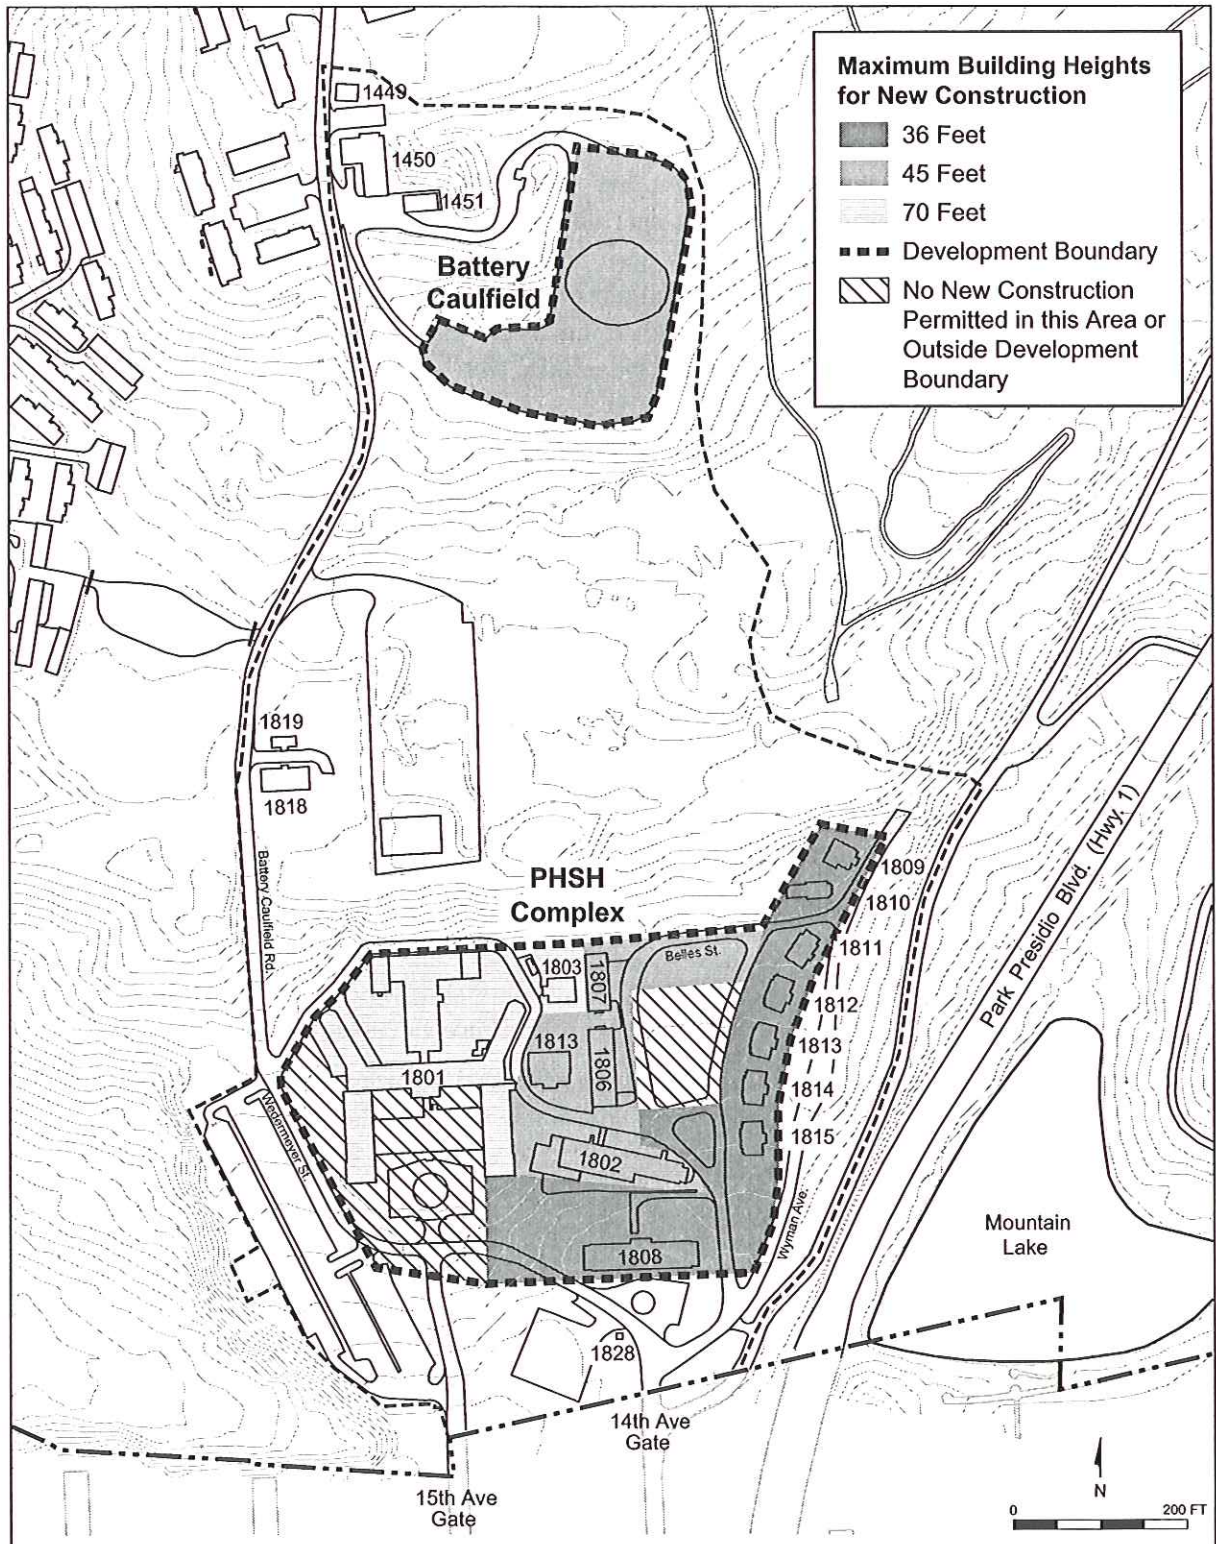 Maximum Building Heights
for New Construction
36 Feet
45 Feet
70 Feet
Development Boundary
No New Construction
Permitted in this Area or
Outside Development
Boundary
1449
1450
1451
Battery
Caulfield
1819
1818
Battery Caulfield Rd.
PHSH
Complex
1809
1810
1811
1812
1813
1814
1815
Belles St.
1803
1807
1813
1806
1801
1802
1808
Wedermeyer St.
Wyman Ave.
Park Presidio Blvd. (Hwy. 1)
Mountain
Lake
1828
14th Ave
Gate
15th Ave
Gate
N
0 200 FT